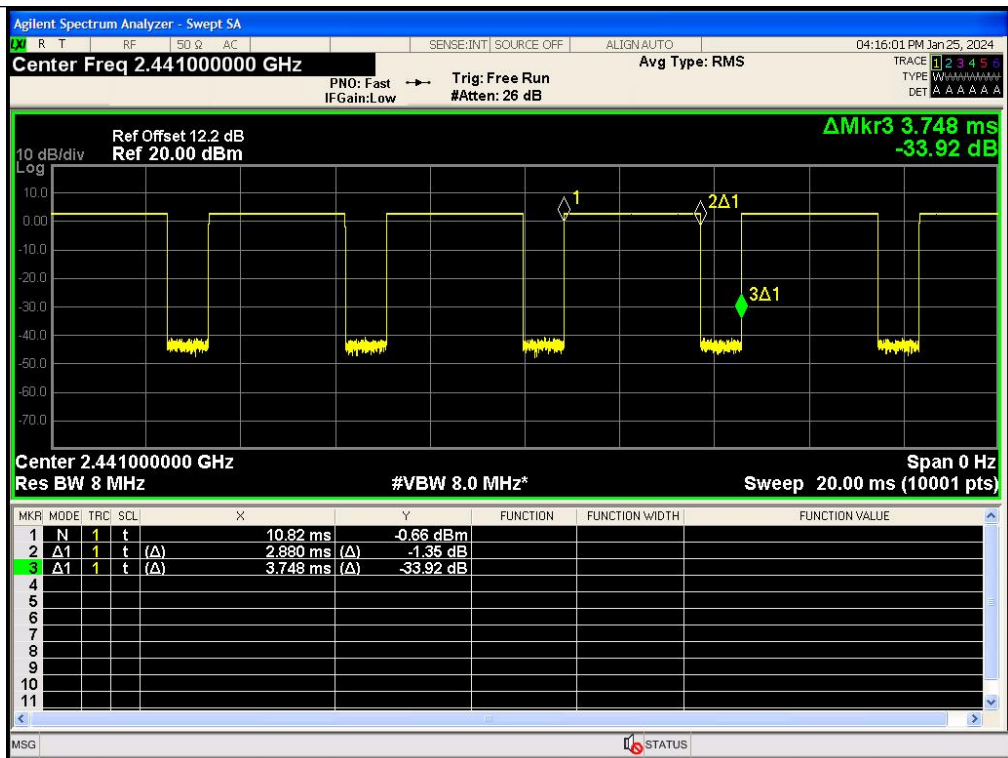 Agilent Spectrum Analyzer - Swept SA
LXI R T RF 50 Ω AC SENSE:INT SOURCE OFF ALIGN AUTO 04:16:01 PM Jan 25, 2024
Center Freq 2.441000000 GHz Avg Type: RMS TRACE 1 2 3 4 5 6
PNO: Fast Trig: Free Run TYPE W
IFGain:Low #Atten: 26 dB DET A A A A A A
ΔMkr3 3.748 ms
-33.92 dB
Ref Offset 12.2 dB
10 dB/div Ref 20.00 dBm
Log
10.0
0.00
-10.0
-20.0
-30.0
-40.0
-50.0
-60.0
-70.0
1
2Δ1
3Δ1
Center 2.441000000 GHz Span 0 Hz
Res BW 8 MHz #VBW 8.0 MHz* Sweep 20.00 ms (10001 pts)
MKR MODE TRC SCL X Y FUNCTION FUNCTION WIDTH FUNCTION VALUE
1 N 1 t 10.82 ms -0.66 dBm
2 Δ1 1 t (Δ) 2.880 ms (Δ) -1.35 dB
3 Δ1 1 t (Δ) 3.748 ms (Δ) -33.92 dB
4
5
6
7
8
9
10
11
MSG STATUS